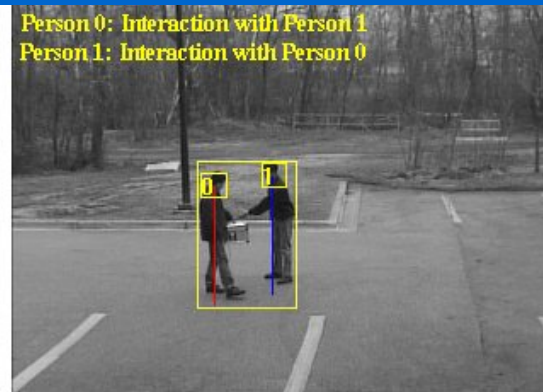 Person 0: Interaction with Person 1
Person 1: Interaction with Person 0
0
1